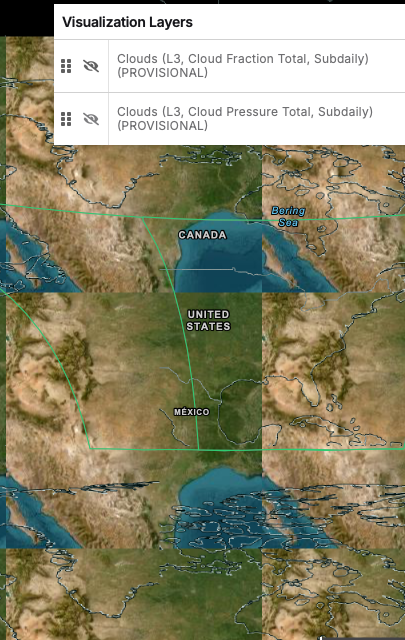 Visualization Layers
Clouds (L3, Cloud Fraction Total, Subdaily)
(PROVISIONAL)
Clouds (L3, Cloud Pressure Total, Subdaily)
(PROVISIONAL)
Bering
Sea
CANADA
UNITED
STATES
MÉXICO